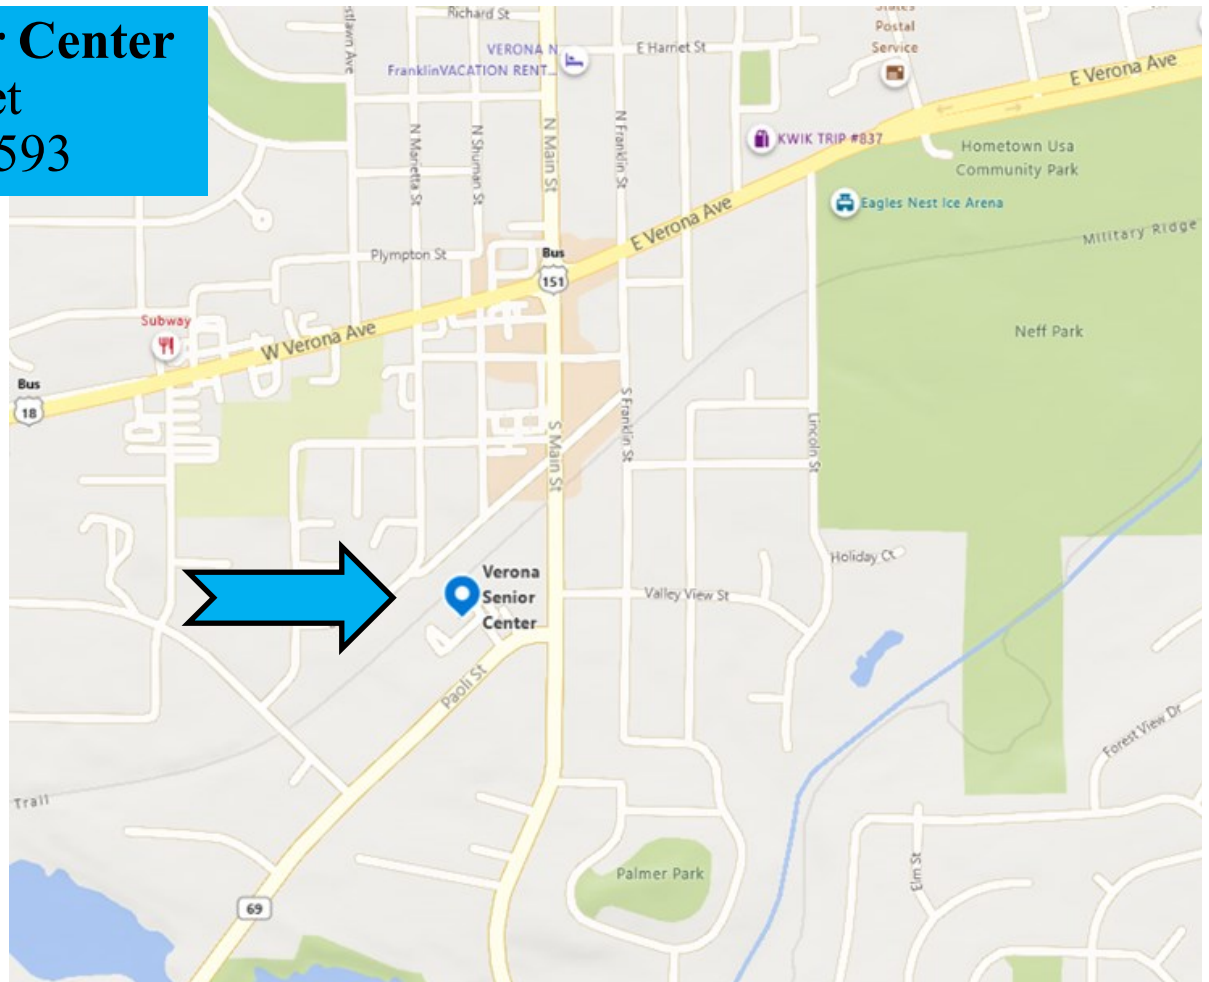 r Center
et
593
Richard St
stlawn Ave
VERONA N
FranklinVACATION RENT...
E Harriet St
Postal
Service
E Verona Ave
N Marietta St
N Shuman St
N Main St
N Franklin St
KWIK TRIP #837
Hometown Usa
Community Park
Eagles Nest Ice Arena
E Verona Ave
Military Ridge
Plympton St
Bus
151
Subway
W Verona Ave
Neff Park
Bus
18
S Franklin St
S Main St
Lincoln St
Holiday Ct
Verona
Senior
Center
Valley View St
Paoli St
Forest View Dr
Trail
Elm St
Palmer Park
69